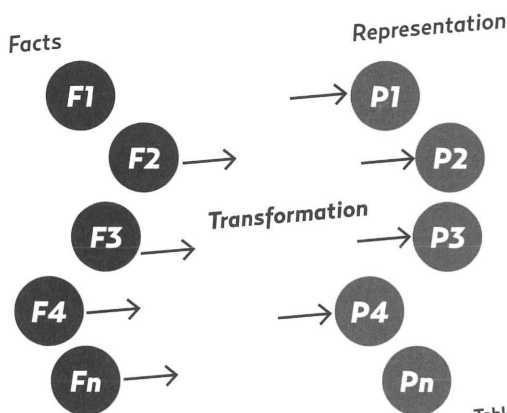 Facts
Representation
F1
P1
F2
P2
Transformation
F3
P3
F4
P4
Fn
Pn